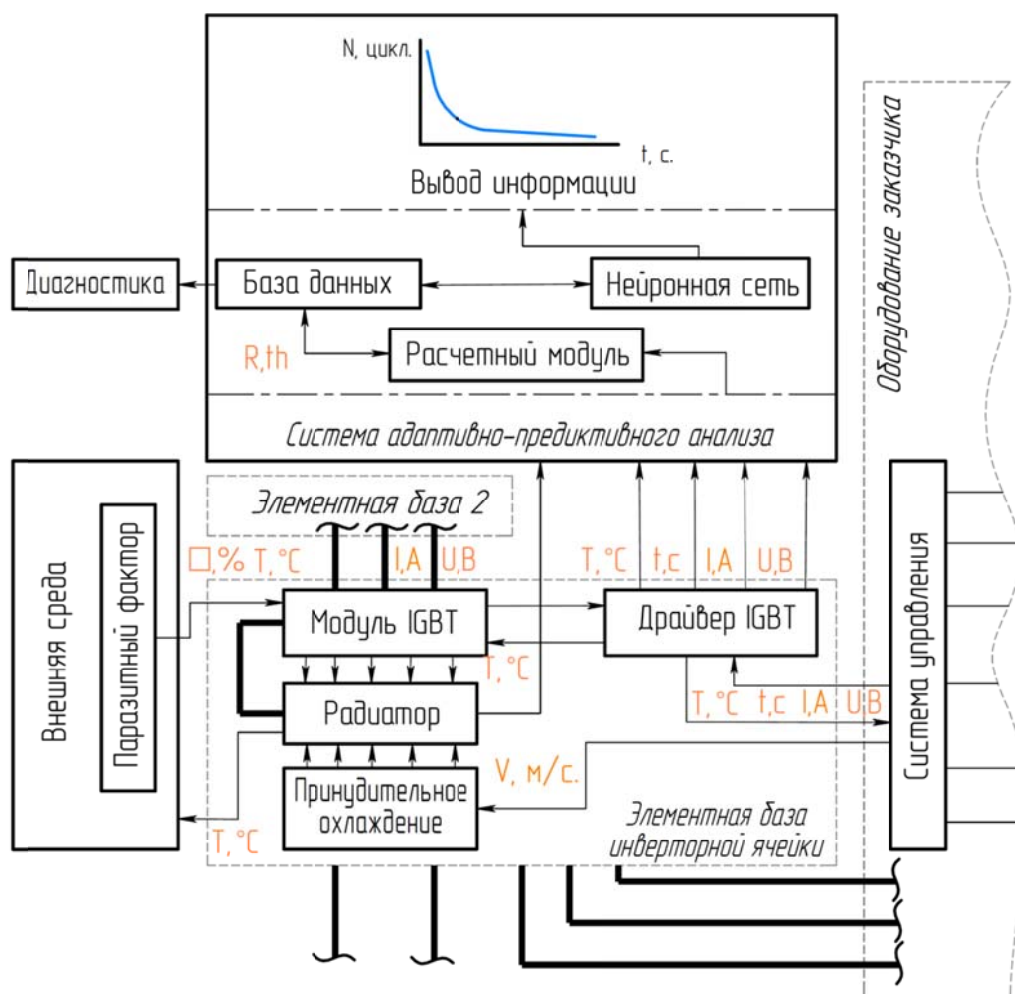 N, цикл.
t, с.
Вывод информации
Оборудование заказчика
Диагностика
База данных
Нейронная сеть
R,th
Расчетный модуль
Система адаптивно-предиктивного анализа
Элементная база 2
□,% T,°C I,A U,B
T,°C t,c I,A U,B
Внешняя среда
Паразитный фактор
Модуль IGBT
Драйвер IGBT
T,°C
Радиатор
T,°C t,c I,A U,B
Система управления
V, м/с.
Принудительное
охлаждение
T,°C
Элементная база
инверторной ячейки